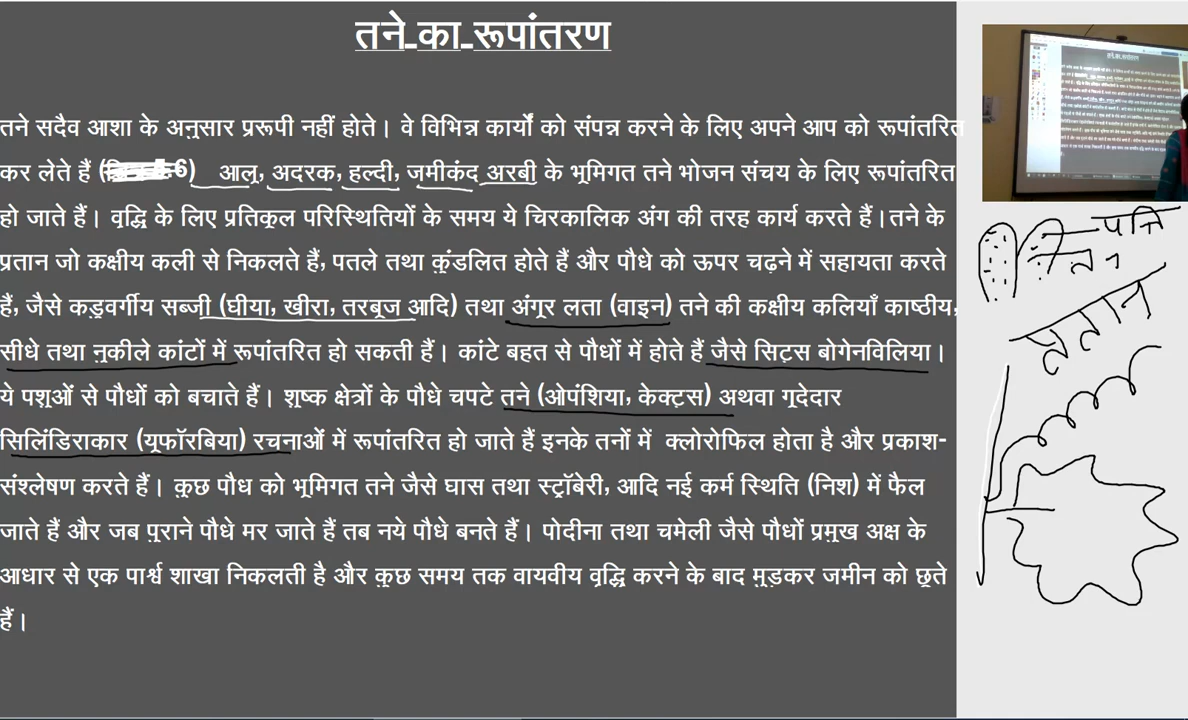 तने का रूपांतरण
तने सदैव आशा के अनुसार प्ररूपी नहीं होते। वे विभिन्न कार्यों को संपन्न करने के लिए अपने आप को रूपांतरित
कर लेते हैं ( 6) आलू, अदरक, हल्दी, जमीकंद अरबी के भूमिगत तने भोजन संचय के लिए रूपांतरित
हो जाते हैं। वृद्धि के लिए प्रतिकूल परिस्थितियों के समय ये चिरकालिक अंग की तरह कार्य करते हैं। तने के
प्रतान जो कक्षीय कली से निकलते हैं, पतले तथा कुंडलित होते हैं और पौधे को ऊपर चढ़ने में सहायता करते
हैं, जैसे कडुवर्गीय सब्जी (घीया, खीरा, तरबूज आदि) तथा अंगूर लता (वाइन) तने की कक्षीय कलियाँ काष्ठीय,
सीधे तथा नुकीले कांटों में रूपांतरित हो सकती हैं। कांटे बहत से पौधों में होते हैं जैसे सिट्स बोगेनविलिया।
ये पशुओं से पौधों को बचाते हैं। शुष्क क्षेत्रों के पौधे चपटे तने (ओपंशिया, केक्ट्स) अथवा गूदेदार
सिलिंडिराकार (यूफॉरबिया) रचनाओं में रूपांतरित हो जाते हैं इनके तनों में क्लोरोफिल होता है और प्रकाश-
संश्लेषण करते हैं। कुछ पौध को भूमिगत तने जैसे घास तथा स्ट्रॉबेरी, आदि नई कर्म स्थिति (निश) में फैल
जाते हैं और जब पुराने पौधे मर जाते हैं तब नये पौधे बनते हैं। पोदीना तथा चमेली जैसे पौधों प्रमुख अक्ष के
आधार से एक पार्श्व शाखा निकलती है और कुछ समय तक वायवीय वृद्धि करने के बाद मुड़कर जमीन को छूते
हैं।
तने का रूपांतरण